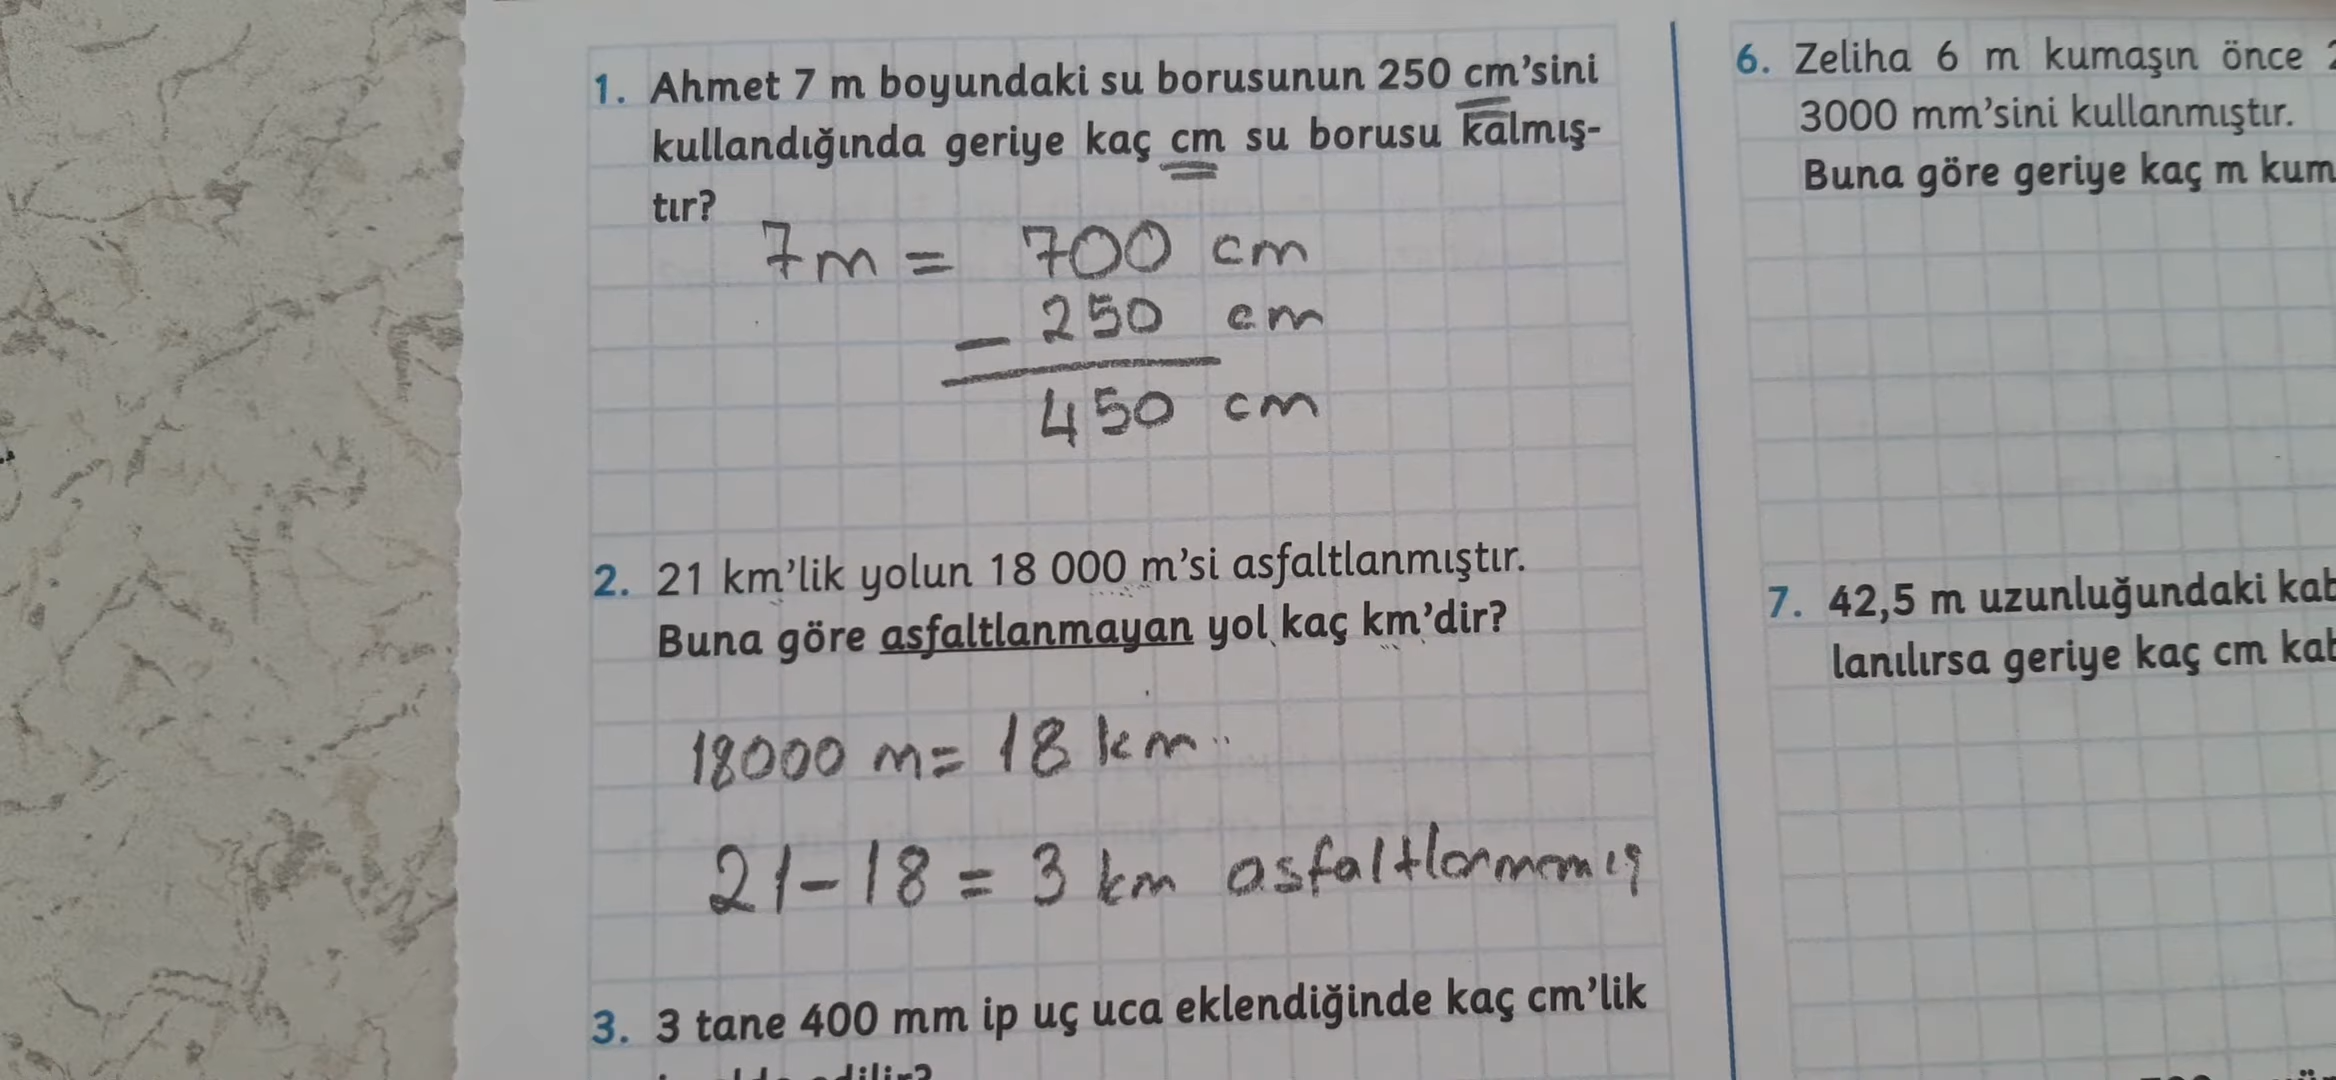 1. Ahmet 7 m boyundaki su borusunun 250 cm'sini
kullandığında geriye kaç cm su borusu kalmış-
tır?
7m = 700 cm
- 250 cm
450 cm
2. 21 km'lik yolun 18 000 m'si asfaltlanmıştır.
Buna göre asfaltlanmayan yol kaç km'dir?
18000 m = 18 km
21-18 = 3 km asfaltlanmamış
3. 3 tane 400 mm ip uç uca eklendiğinde kaç cm'lik
6. Zeliha 6 m kumaşın önce
3000 mm'sini kullanmıştır.
Buna göre geriye kaç m kum
7. 42,5 m uzunluğundaki kab
lanılırsa geriye kaç cm kab